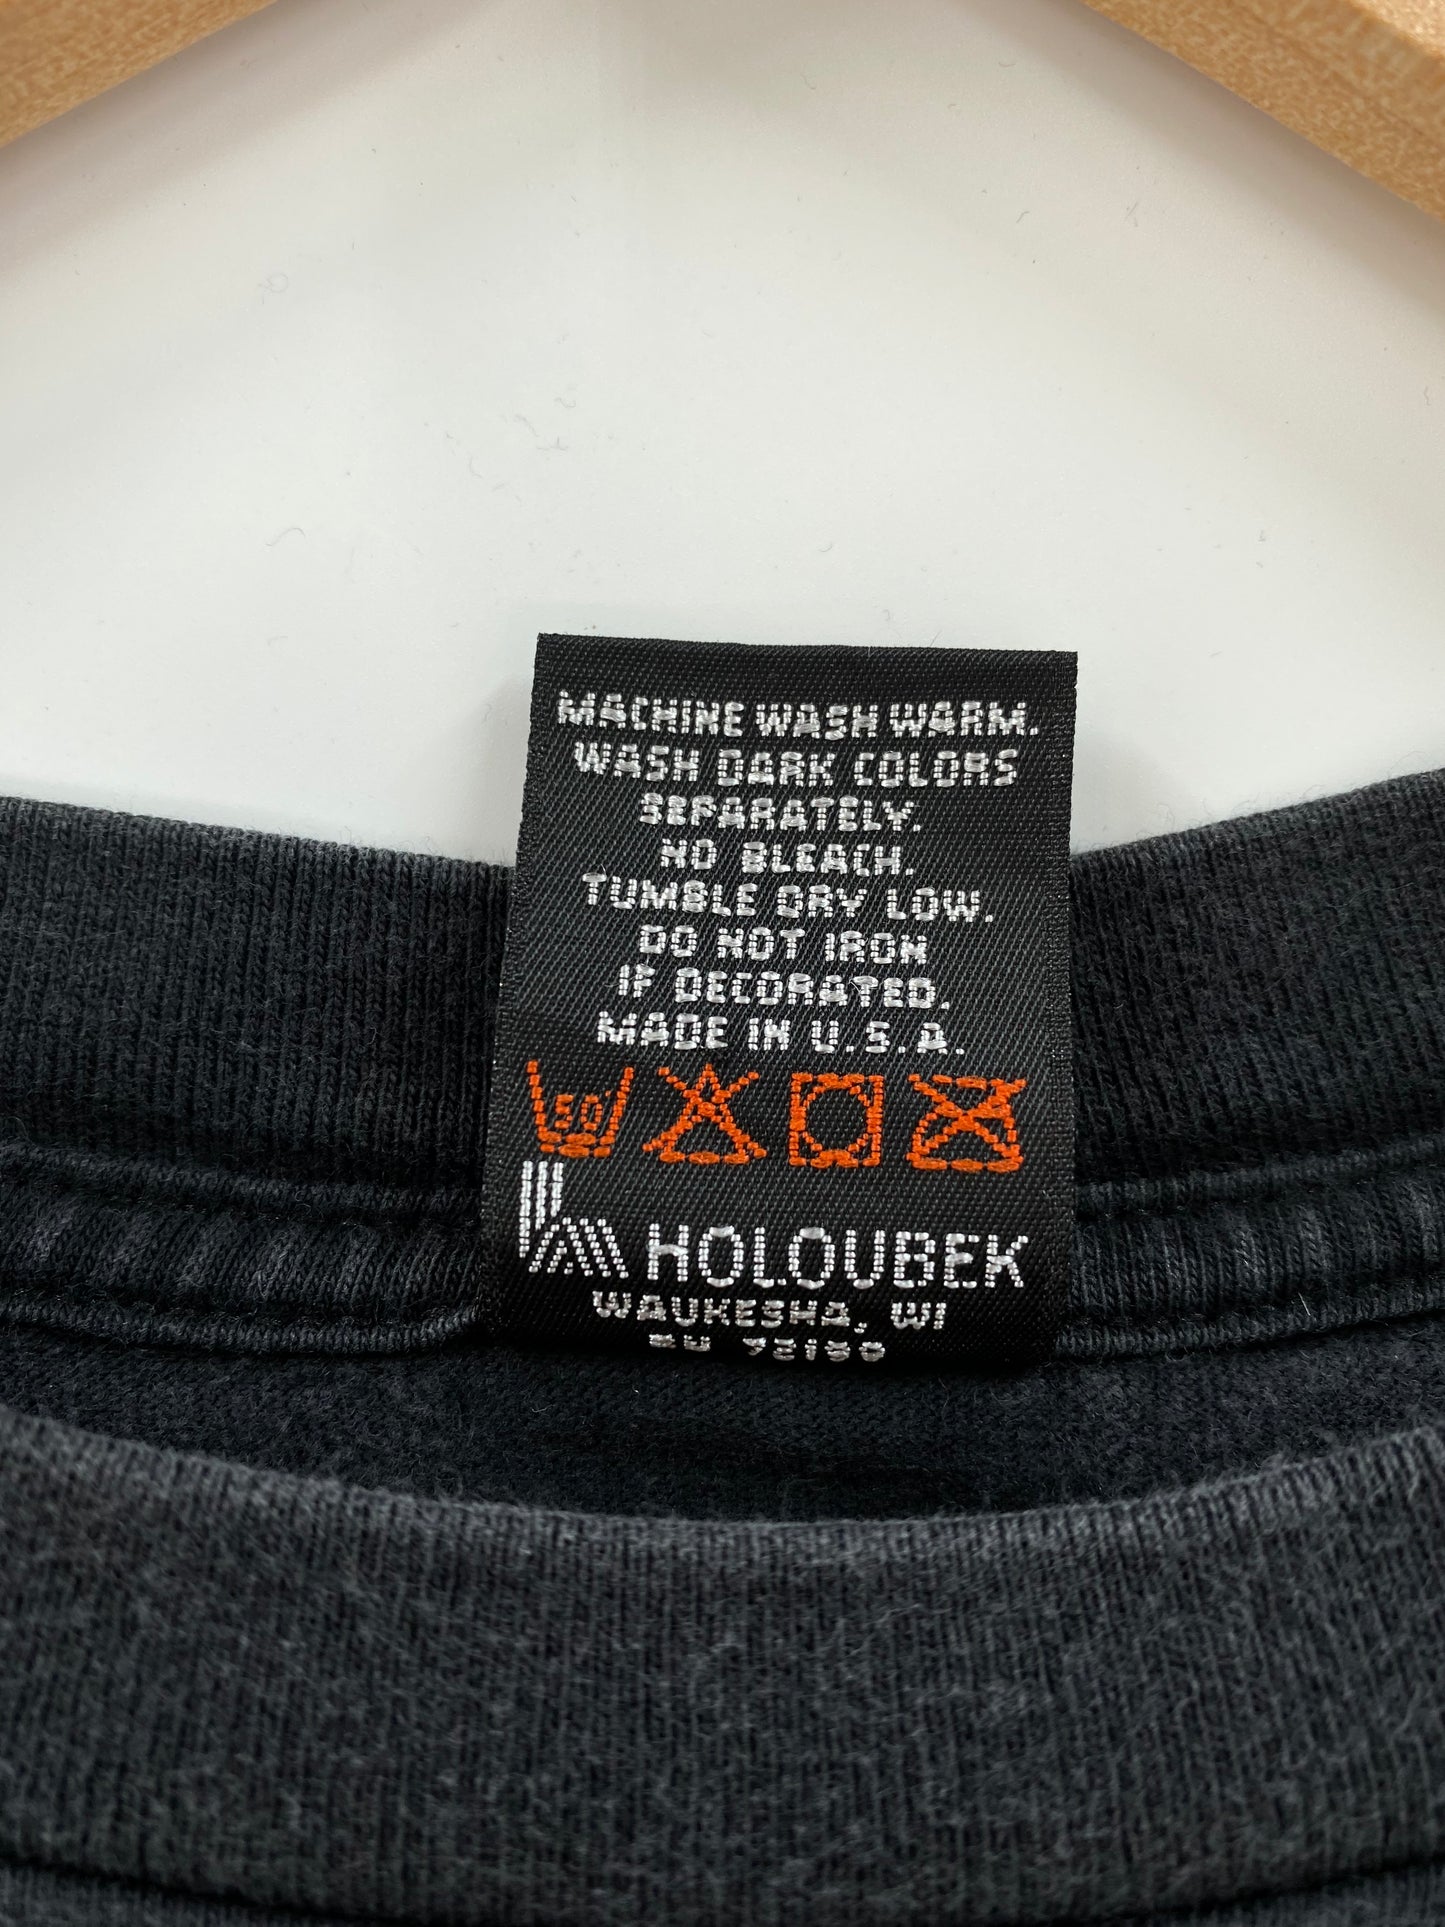 MACHINE WASH WARM.
WASH DARK COLORS
SEPARATELY.
NO BLEACH.
TUMBLE DRY LOW.
DO NOT IRON
IF DECORATED.
MADE IN U.S.A.
50°
HOLOUBEK
WAUKESHA, WI